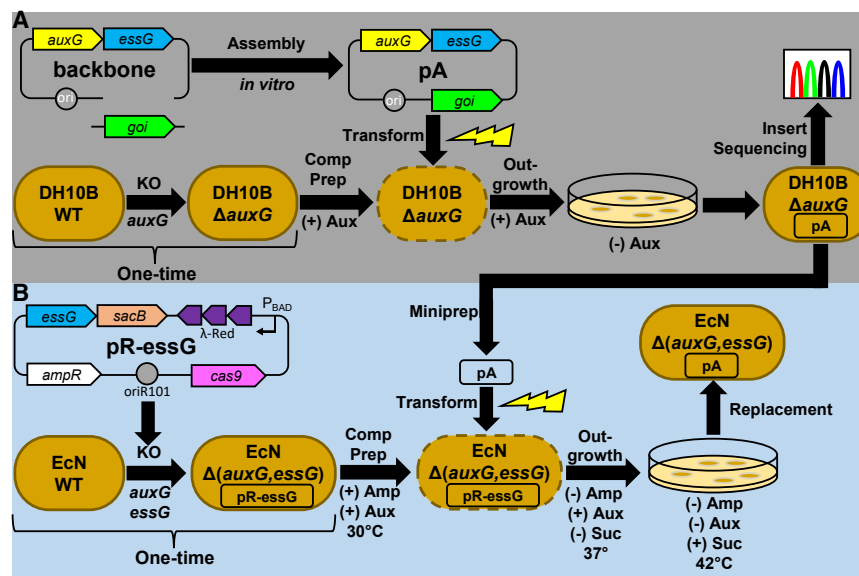 A
auxG essG
backbone
ori
goi
Assembly
in vitro
auxG essG
pA
ori
goi
Transform
Insert
Sequencing
DH10B
WT
KO
auxG
DH10B
ΔauxG
Comp
Prep
(+) Aux
DH10B
ΔauxG
Out-
growth
(+) Aux
(-) Aux
DH10B
ΔauxG
pA
One-time
B
essG sacB
λ-Red
PBAD
pR-essG
ampR
oriR101
cas9
Miniprep
pA
Transform
EcN
Δ(auxG,essG)
pA
Replacement
EcN
WT
KO
auxG
essG
EcN
Δ(auxG,essG)
pR-essG
Comp
Prep
(+) Amp
(+) Aux
30°C
EcN
Δ(auxG,essG)
pR-essG
Out-
growth
(-) Amp
(+) Aux
(-) Suc
37°
(-) Amp
(-) Aux
(+) Suc
42°C
One-time